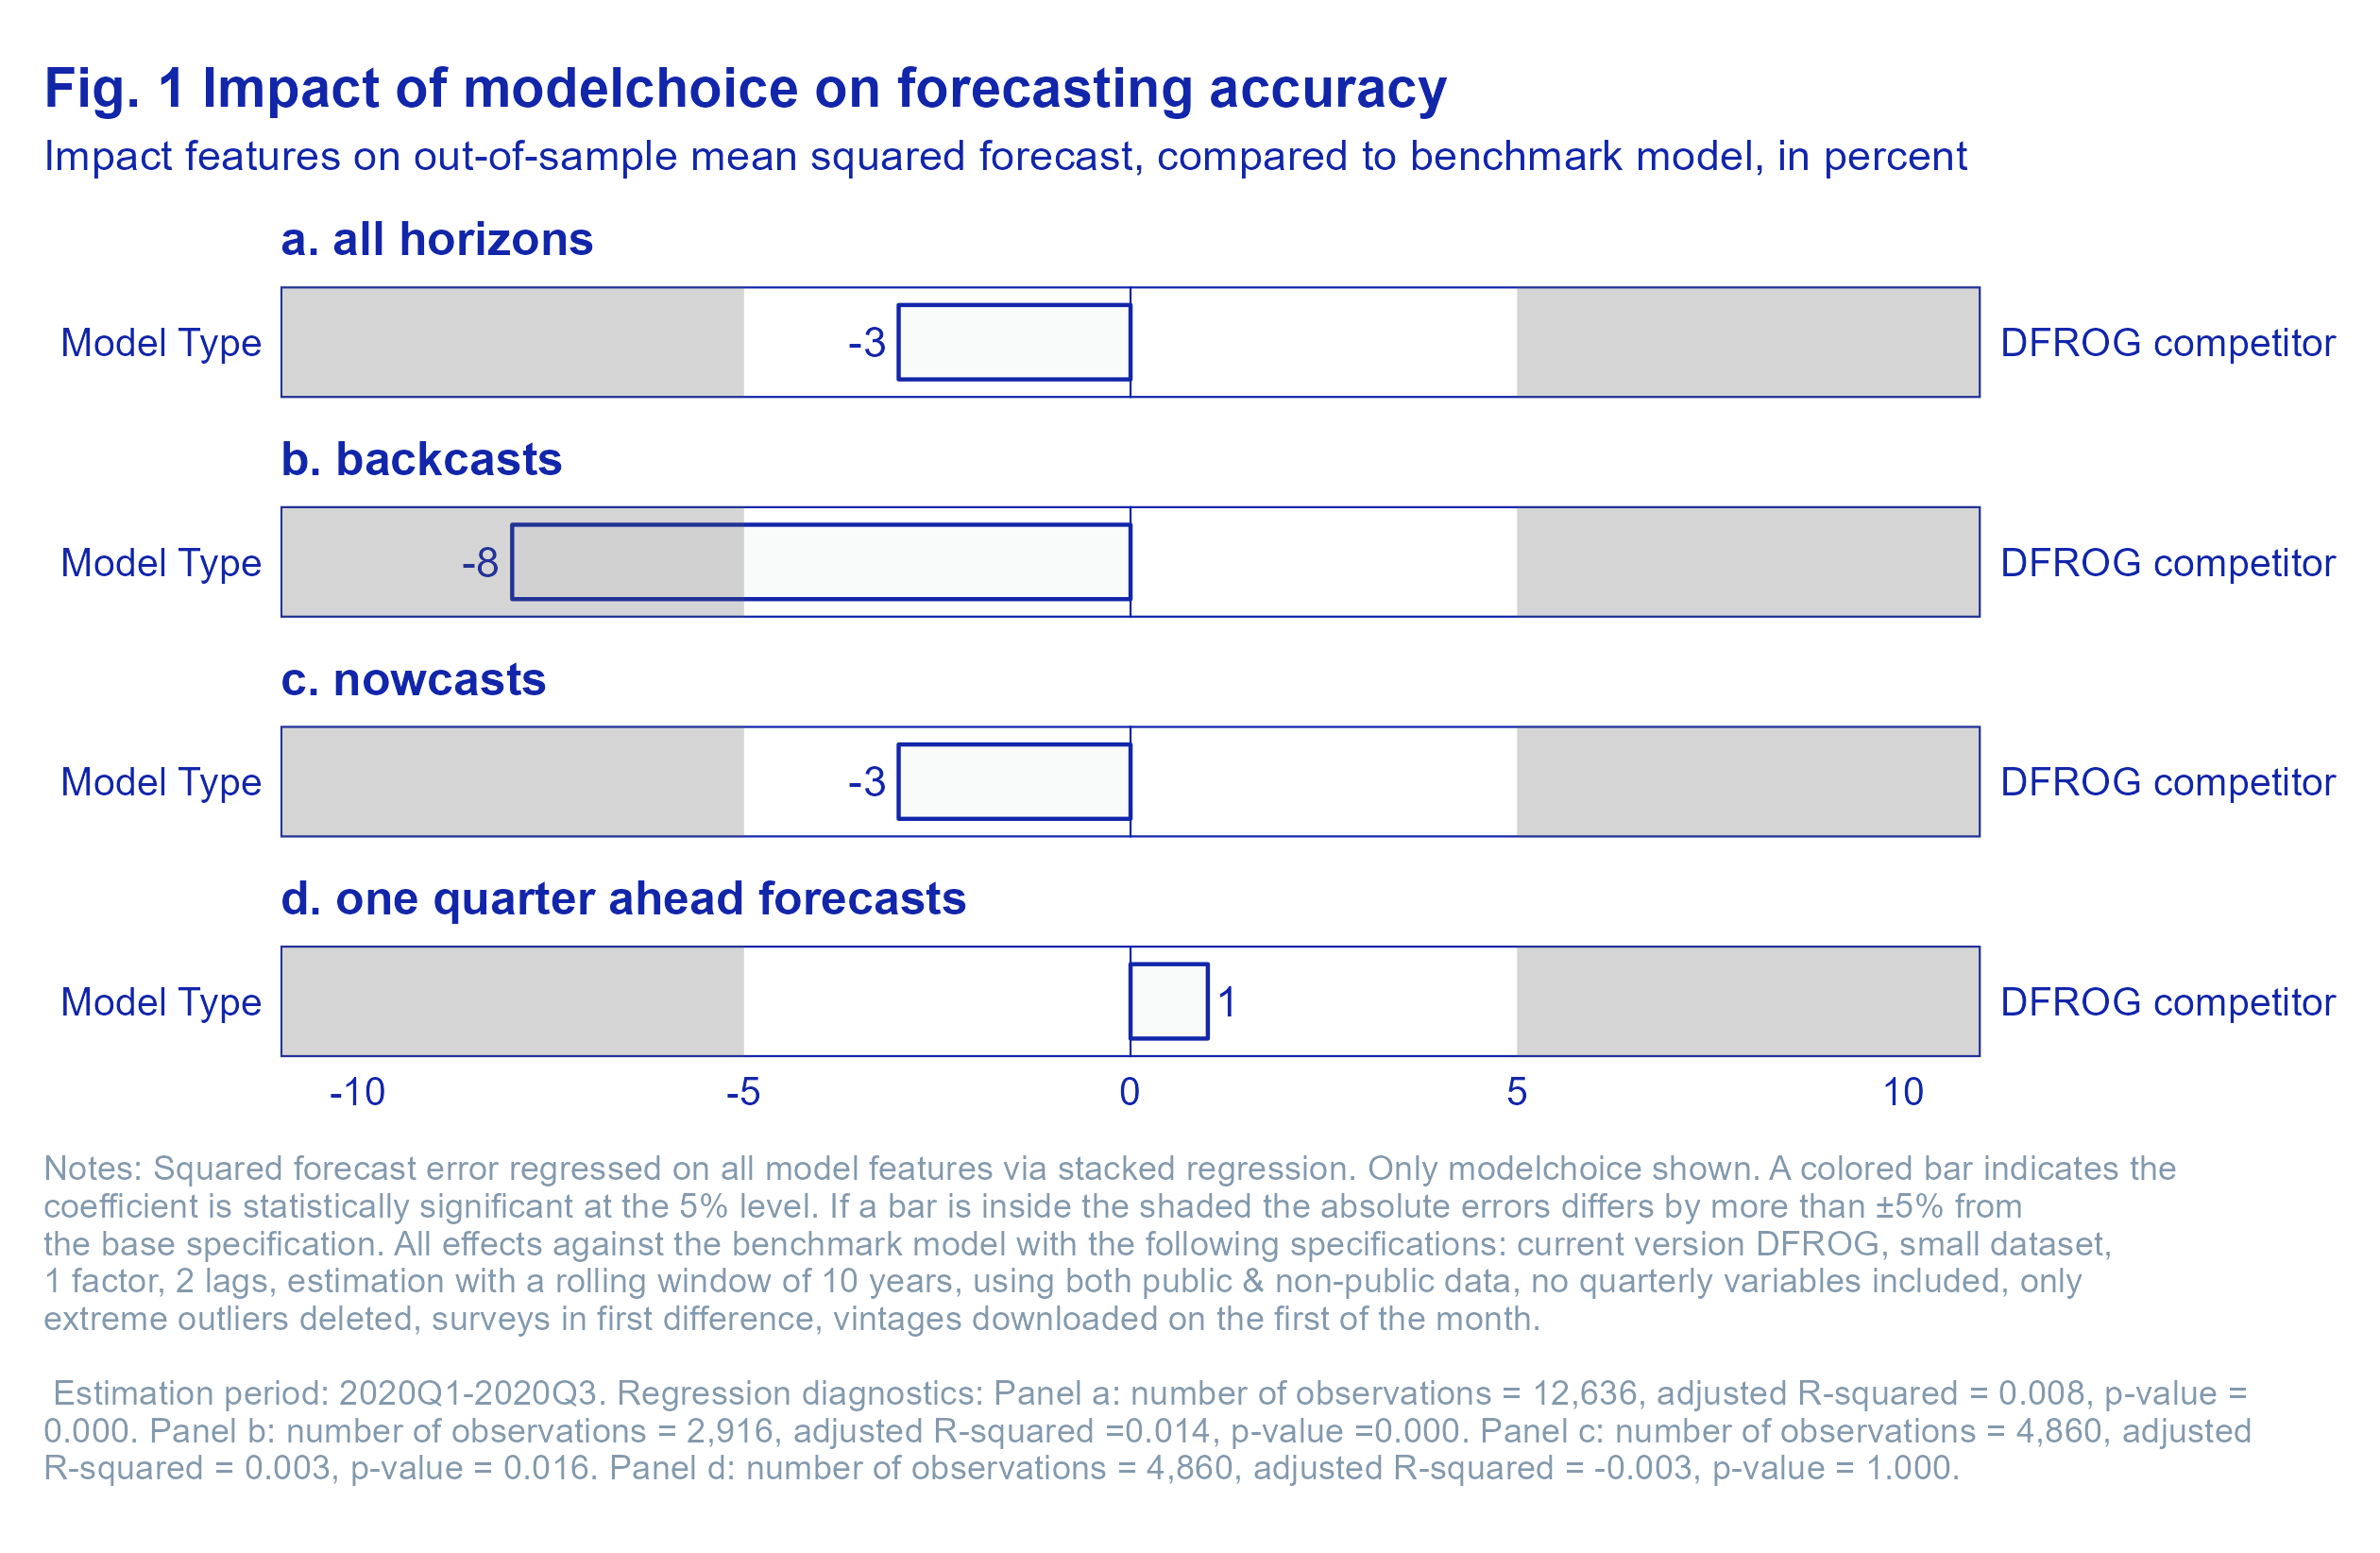 Fig. 1 Impact of modelchoice on forecasting accuracy
Impact features on out-of-sample mean squared forecast, compared to benchmark model, in percent
a. all horizons
Model Type -3 DFROG competitor
b. backcasts
Model Type -8 DFROG competitor
c. nowcasts
Model Type -3 DFROG competitor
d. one quarter ahead forecasts
Model Type 1 DFROG competitor
-10 -5 0 5 10
Notes: Squared forecast error regressed on all model features via stacked regression. Only modelchoice shown. A colored bar indicates the
coefficient is statistically significant at the 5% level. If a bar is inside the shaded the absolute errors differs by more than ±5% from
the base specification. All effects against the benchmark model with the following specifications: current version DFROG, small dataset,
1 factor, 2 lags, estimation with a rolling window of 10 years, using both public & non-public data, no quarterly variables included, only
extreme outliers deleted, surveys in first difference, vintages downloaded on the first of the month.
Estimation period: 2020Q1-2020Q3. Regression diagnostics: Panel a: number of observations = 12,636, adjusted R-squared = 0.008, p-value =
0.000. Panel b: number of observations = 2,916, adjusted R-squared =0.014, p-value =0.000. Panel c: number of observations = 4,860, adjusted
R-squared = 0.003, p-value = 0.016. Panel d: number of observations = 4,860, adjusted R-squared = -0.003, p-value = 1.000.